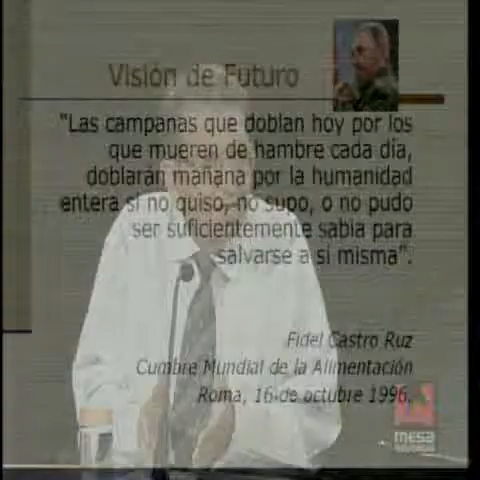 Visión de Futuro
"Las campanas que doblan hoy por los
que mueren de hambre cada día,
doblarán mañana por la humanidad
entera si no quiso, no supo, o no pudo
ser suficientemente sabia para
salvarse a si misma".
Fidel Castro Ruz
Cumbre Mundial de la Alimentación
Roma, 16 de octubre 1996.
mesa